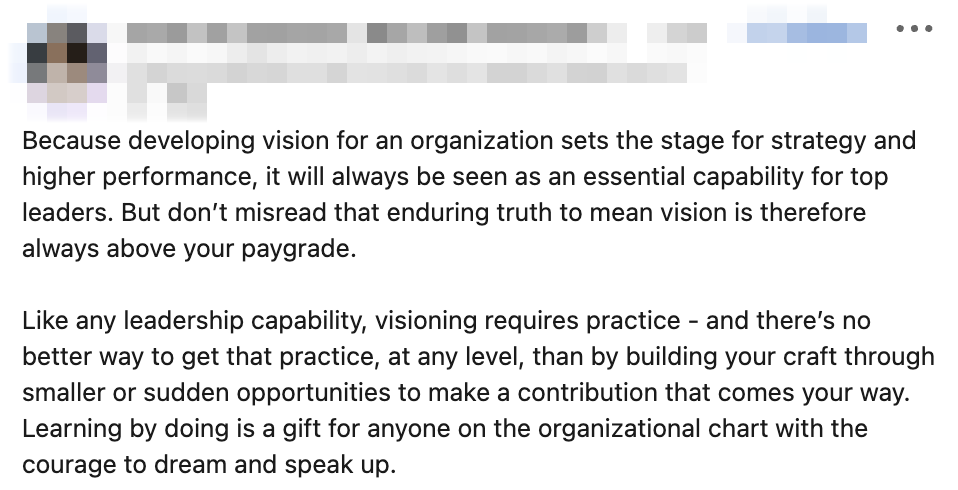 Because developing vision for an organization sets the stage for strategy and
higher performance, it will always be seen as an essential capability for top
leaders. But don’t misread that enduring truth to mean vision is therefore
always above your paygrade.
Like any leadership capability, visioning requires practice - and there’s no
better way to get that practice, at any level, than by building your craft through
smaller or sudden opportunities to make a contribution that comes your way.
Learning by doing is a gift for anyone on the organizational chart with the
courage to dream and speak up.